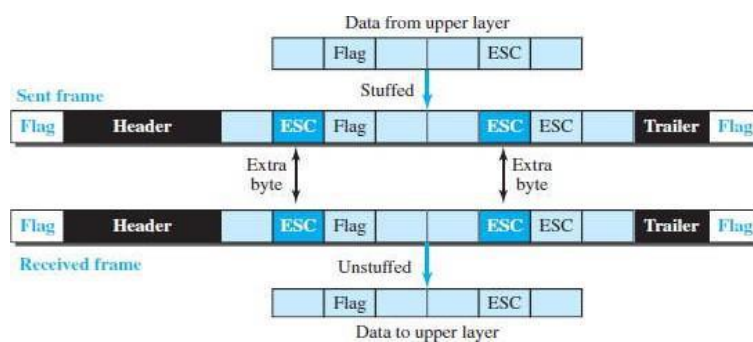 Data from upper layer
Flag ESC
Sent frame
Stuffed
Flag Header ESC Flag ESC ESC Trailer Flag
Extra Extra
byte byte
Flag Header ESC Flag ESC ESC Trailer Flag
Received frame
Unstuffed
Flag ESC
Data to upper layer